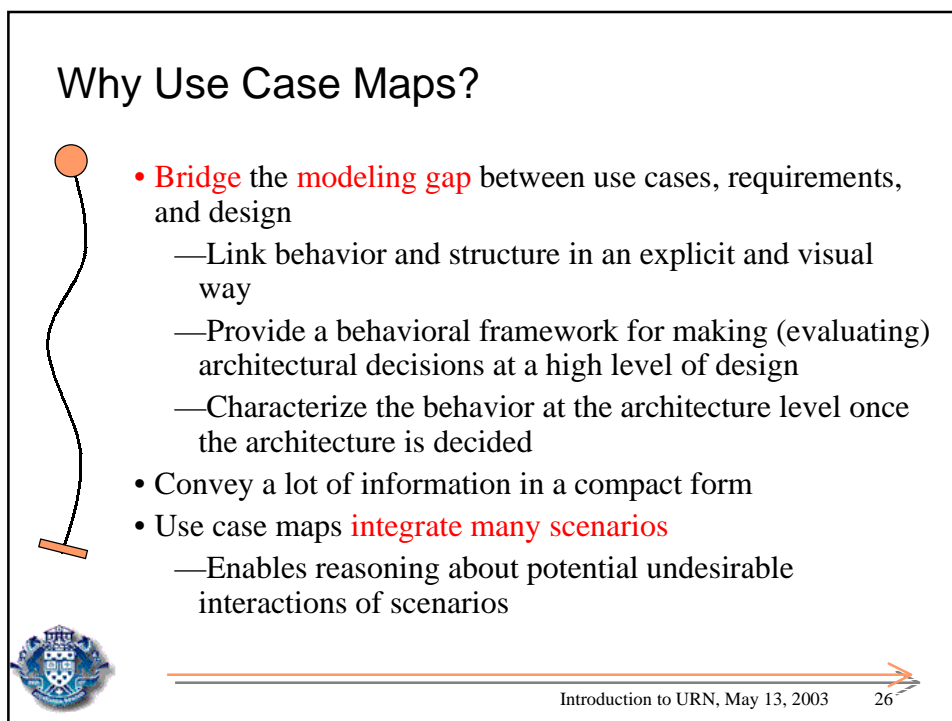 Why Use Case Maps?
• Bridge the modeling gap between use cases, requirements,
and design
—Link behavior and structure in an explicit and visual
way
—Provide a behavioral framework for making (evaluating)
architectural decisions at a high level of design
—Characterize the behavior at the architecture level once
the architecture is decided
• Convey a lot of information in a compact form
• Use case maps integrate many scenarios
—Enables reasoning about potential undesirable
interactions of scenarios
Introduction to URN, May 13, 2003 26